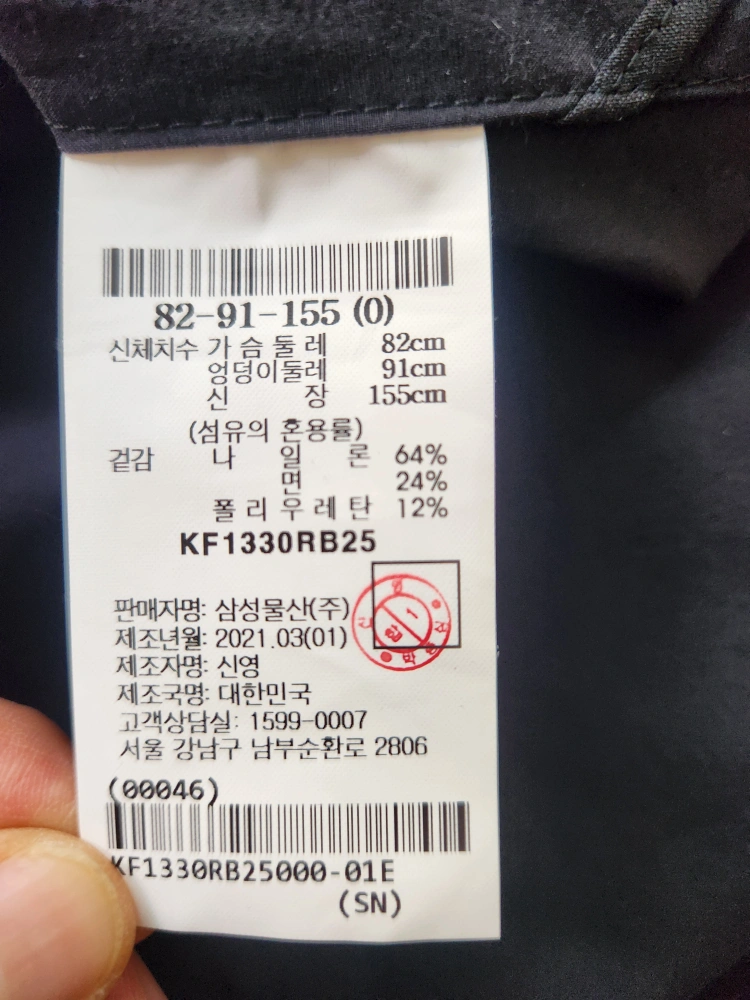 82-91-155 (0)
신체치수 가 슴 둘 레 82cm
엉덩이둘레 91cm
신 장 155cm
(섬유의 혼용률)
겉감 나 일 론 64%
면 24%
폴 리 우 레 탄 12%
KF1330RB25
판매자명: 삼성물산(주)
제조년월: 2021.03(01)
제조자명: 신영
제조국명: 대한민국
고객상담실: 1599-0007
서울 강남구 남부순환로 2806
(00046)
KF1330RB25000-01E
(SN)